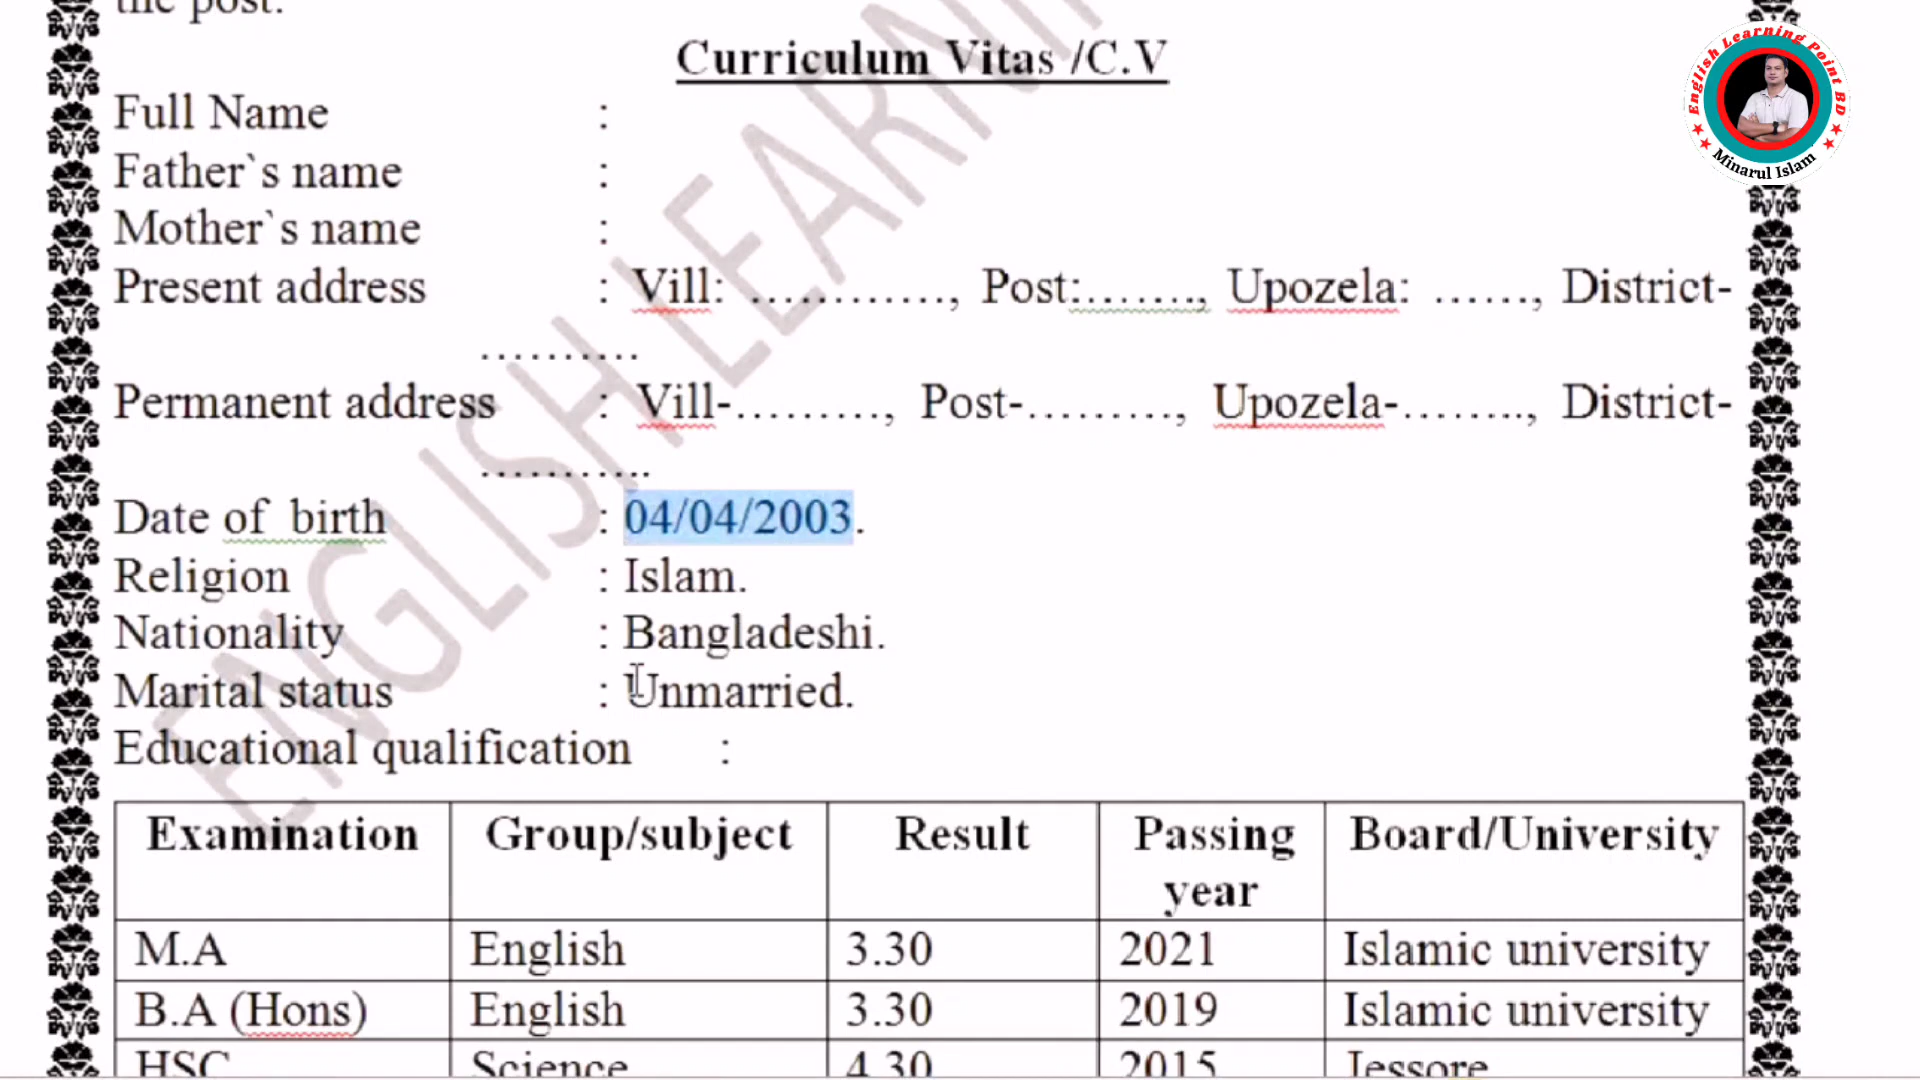 the post.
Curriculum Vitas /C.V
Full Name :
Father`s name :
Mother`s name :
Present address : Vill: …………, Post:……., Upozela: ……, District-
……….
Permanent address : Vill-………, Post-………, Upozela-…….., District-
………..
Date of birth : 04/04/2003.
Religion : Islam.
Nationality : Bangladeshi.
Marital status : Unmarried.
Educational qualification :
Examination Group/subject Result Passing year Board/University
M.A English 3.30 2021 Islamic university
B.A (Hons) English 3.30 2019 Islamic university
HSC Science 4.30 2015 Jessore
ENGLISH LEARNIN
English Learning Point BD
Minarul Islam